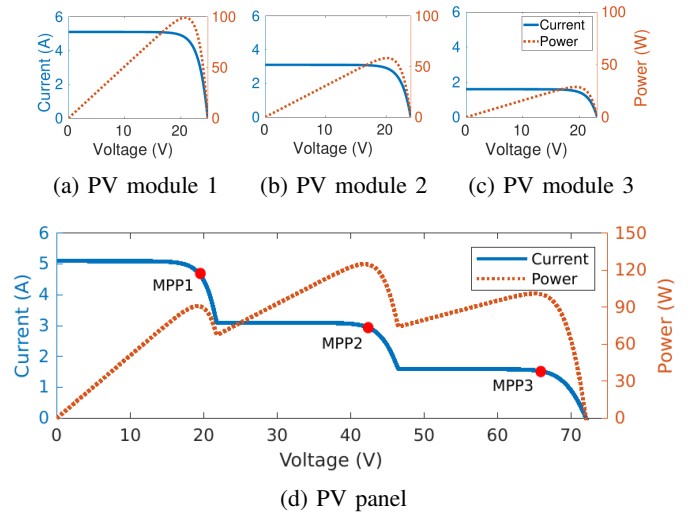 6 100 6 100 6 100
Current
Power
4 4 4
50 50 50
2 2 2
0 0 0 0 0 0
0 10 20 0 10 20 0 10 20
Current (A)
Power (W)
Voltage (V) Voltage (V) Voltage (V)
(a) PV module 1 (b) PV module 2 (c) PV module 3
6 150
Current
Power
5 120
MPP1
4 90
3
MPP2
60
2
MPP3
1 30
0 0
Current (A)
Power (W)
0 10 20 30 40 50 60 70
Voltage (V)
(d) PV panel